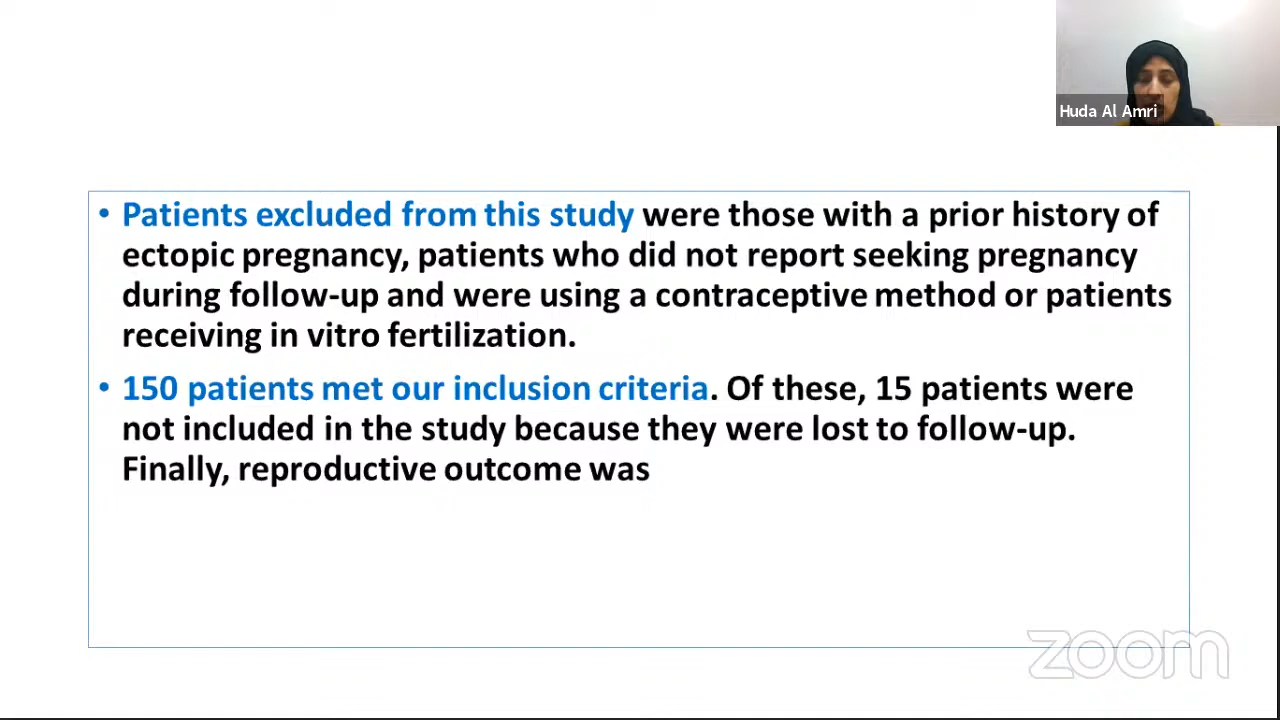 Huda Al Amri
• Patients excluded from this study were those with a prior history of
ectopic pregnancy, patients who did not report seeking pregnancy
during follow-up and were using a contraceptive method or patients
receiving in vitro fertilization.
• 150 patients met our inclusion criteria. Of these, 15 patients were
not included in the study because they were lost to follow-up.
Finally, reproductive outcome was
zoom